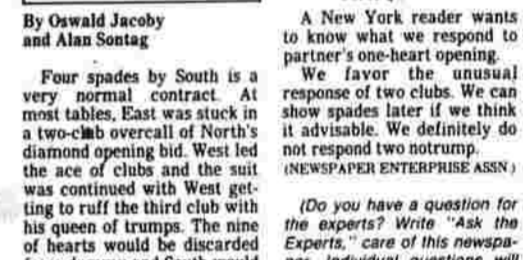 By Oswald Jacoby
and Alan Sontag
Four spades by South is a
very normal contract. At
most tables, East was stuck in
a two-club overcall of North's
diamond opening bid. West led
the ace of clubs and the suit
was continued with West get-
ting to ruff the third club with
his queen of trumps. The nine
of hearts would be discarded
A New York reader wants
to know what we respond to
partner's one-heart opening.
We favor the unusual
response of two clubs. We can
show spades later if we think
it advisable. We definitely do
not respond two notrump.
(NEWSPAPER ENTERPRISE ASSN.)
(Do you have a question for
the experts? Write "Ask the
Experts," care of this newspa-
per. Individual questions will